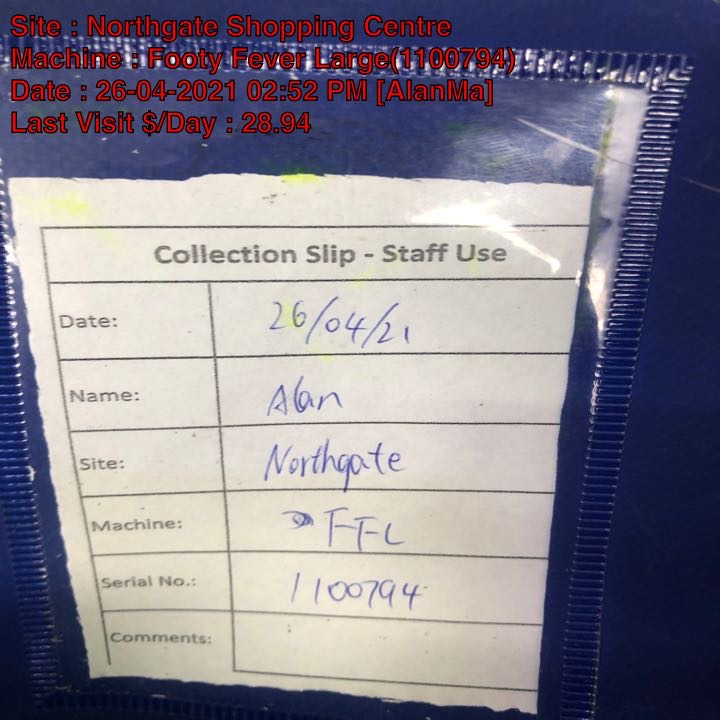 Site : Northgate Shopping Centre
Machine : Footy Fever Large(1100794)
Date : 26-04-2021 02:52 PM [AlanMa]
Last Visit $/Day : 28.94
Collection Slip - Staff Use
Date: 26/04/21
Name: Alan
Site: Northgate
Machine: FFL
Serial No.: 1100794
Comments: